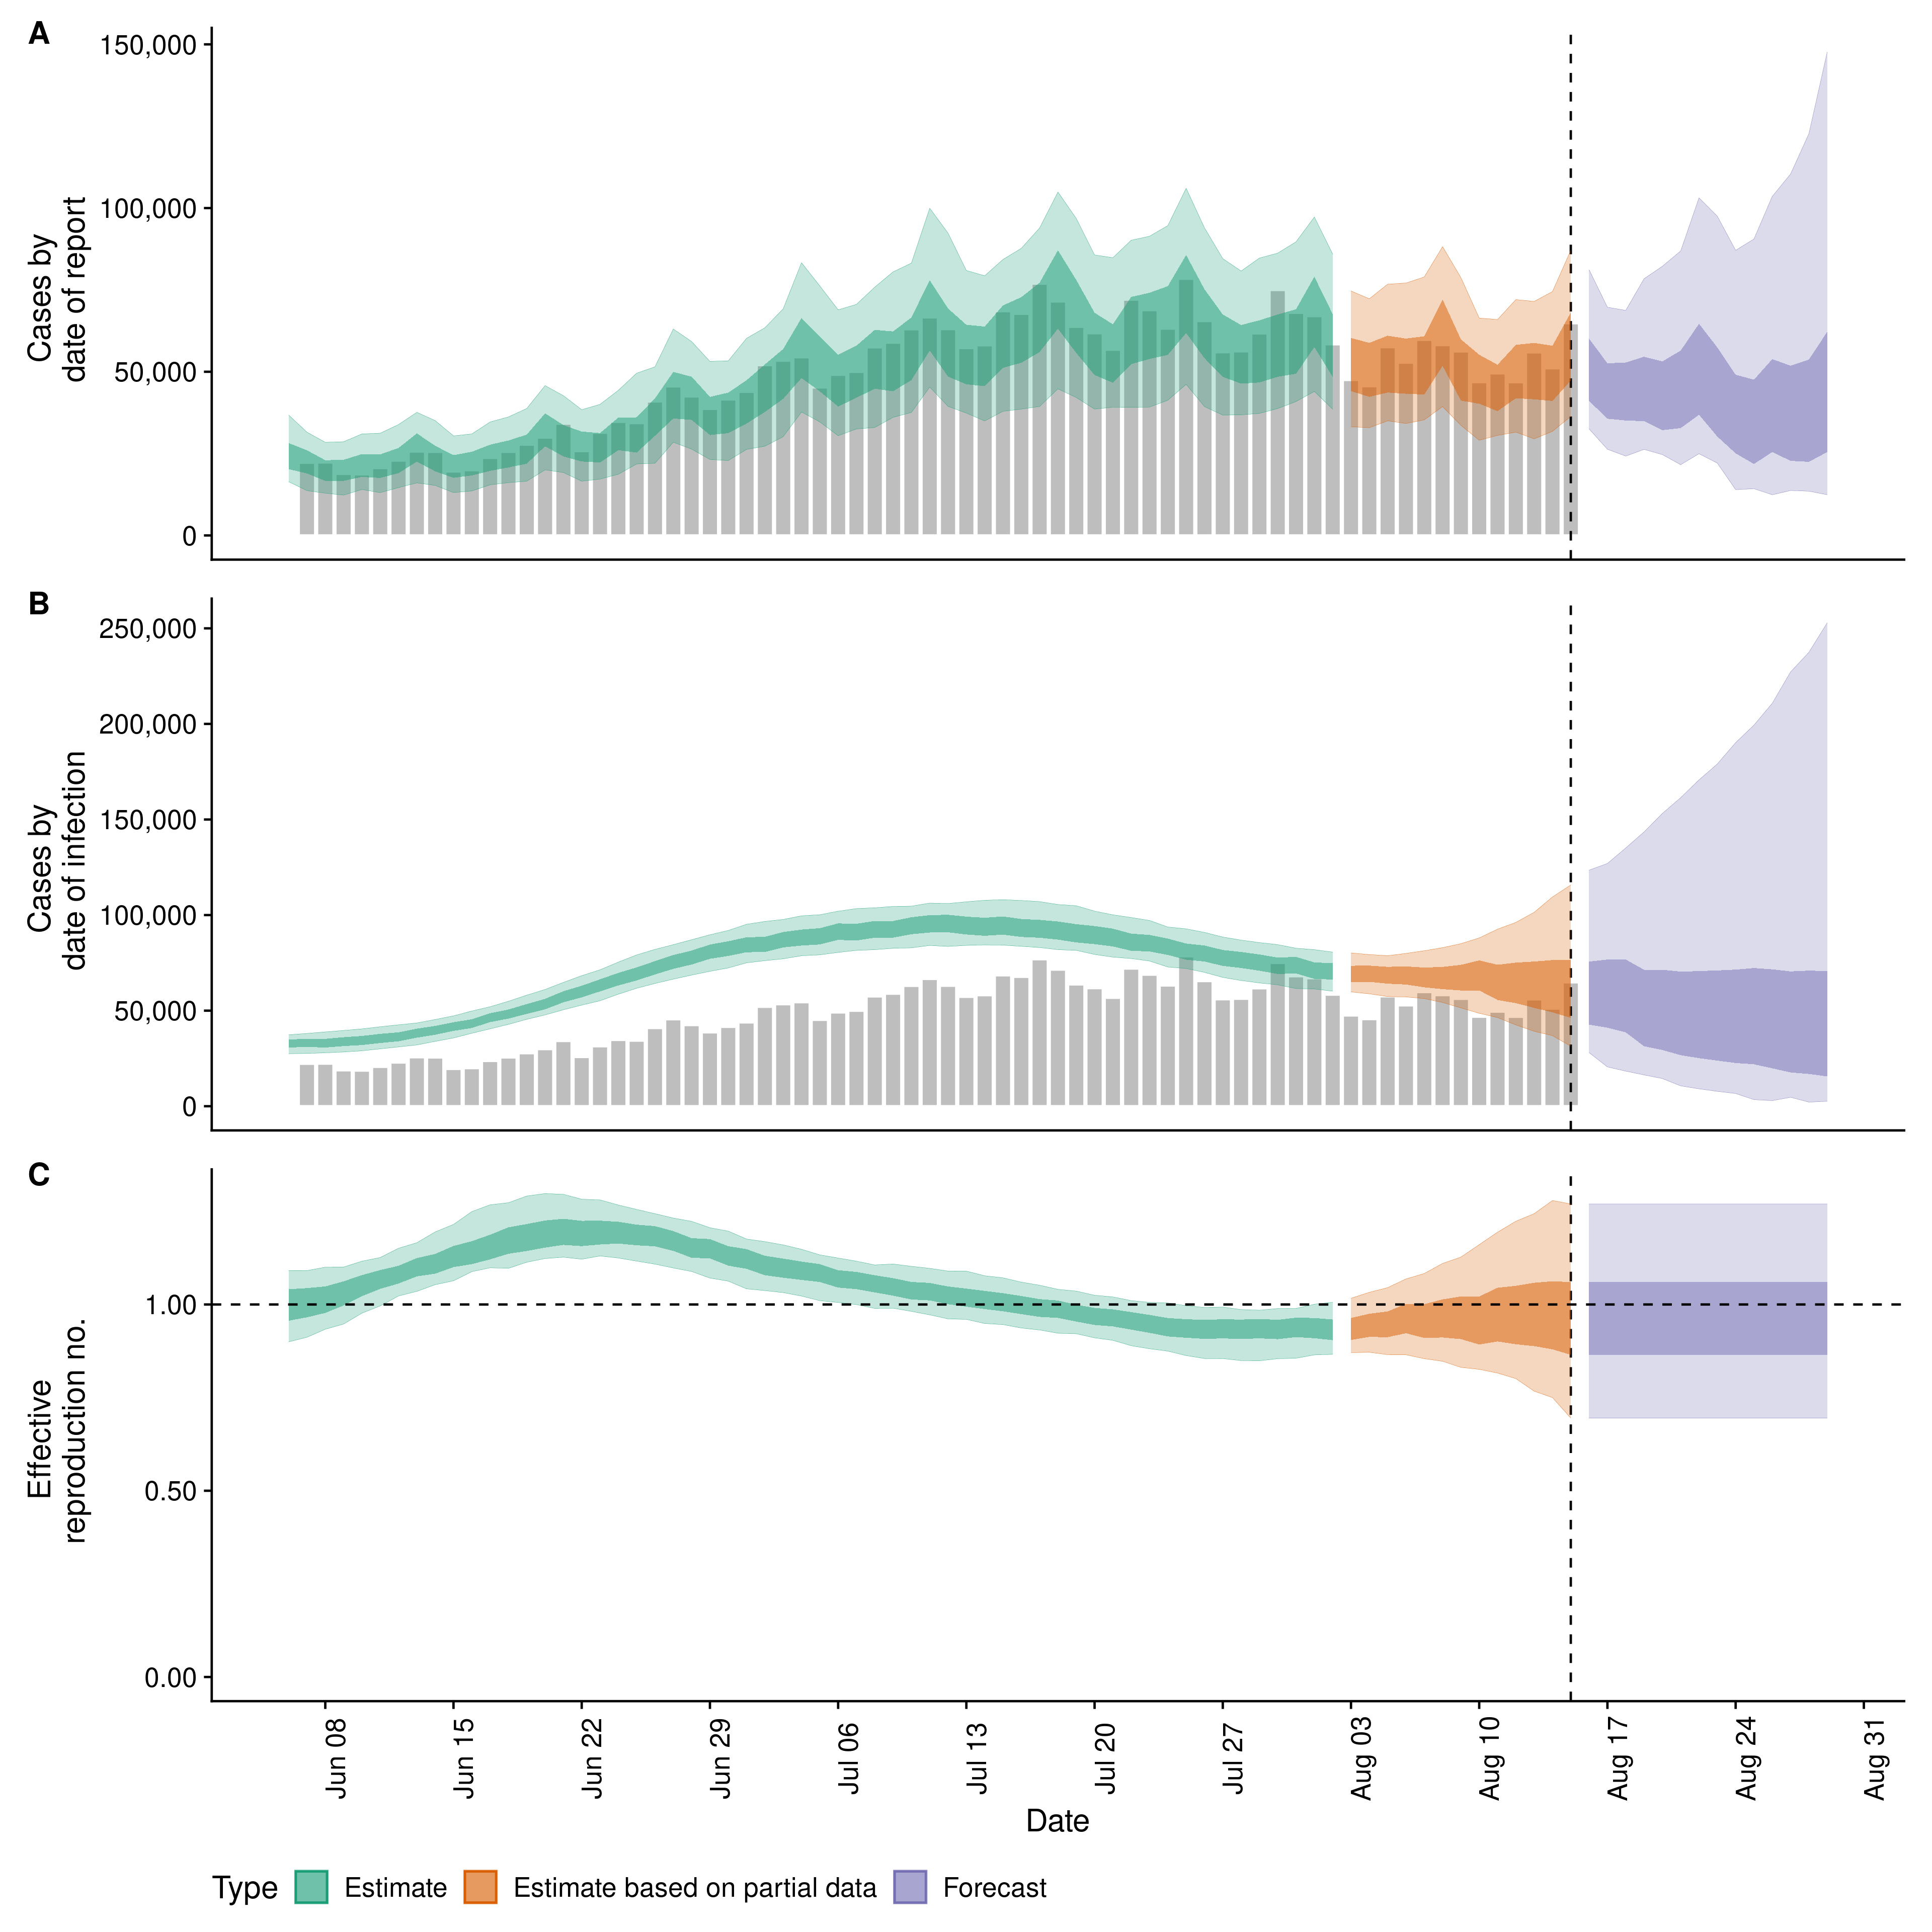 A
150,000
100,000
50,000
0
Cases by
date of report
B
250,000
200,000
150,000
100,000
50,000
0
Cases by
date of infection
C
1.00
0.50
0.00
Effective
reproduction no.
Jun 08
Jun 15
Jun 22
Jun 29
Jul 06
Jul 13
Jul 20
Jul 27
Aug 03
Aug 10
Aug 17
Aug 24
Aug 31
Date
Type Estimate Estimate based on partial data Forecast